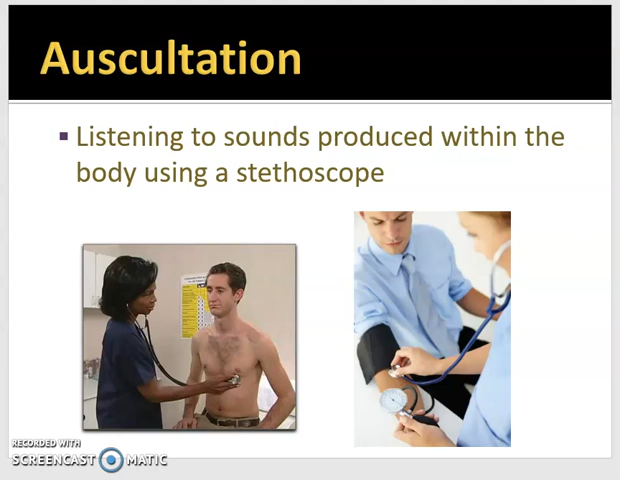 Auscultation
Listening to sounds produced within the
body using a stethoscope
RECORDED WITH
SCREENCAST MATIC